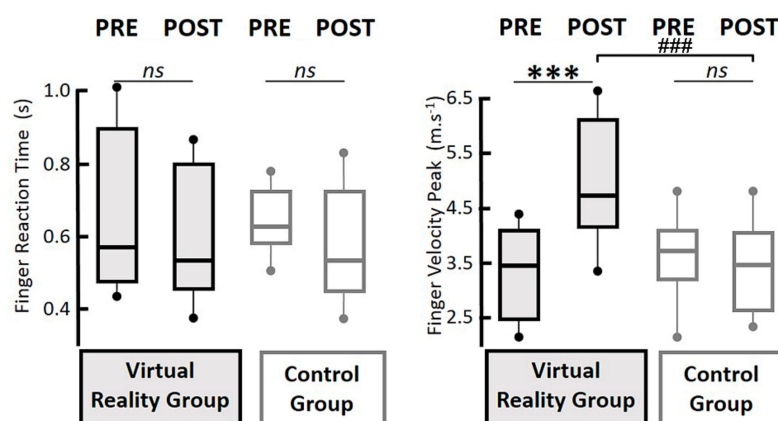 PRE POST PRE POST
ns ns
Finger Reaction Time (s)
1.0
0.8
0.6
0.4
Virtual
Reality Group
Control
Group
PRE POST PRE POST
###
*** ns
Finger Velocity Peak (m.s⁻¹)
6.5
5.5
4.5
3.5
2.5
Virtual
Reality Group
Control
Group